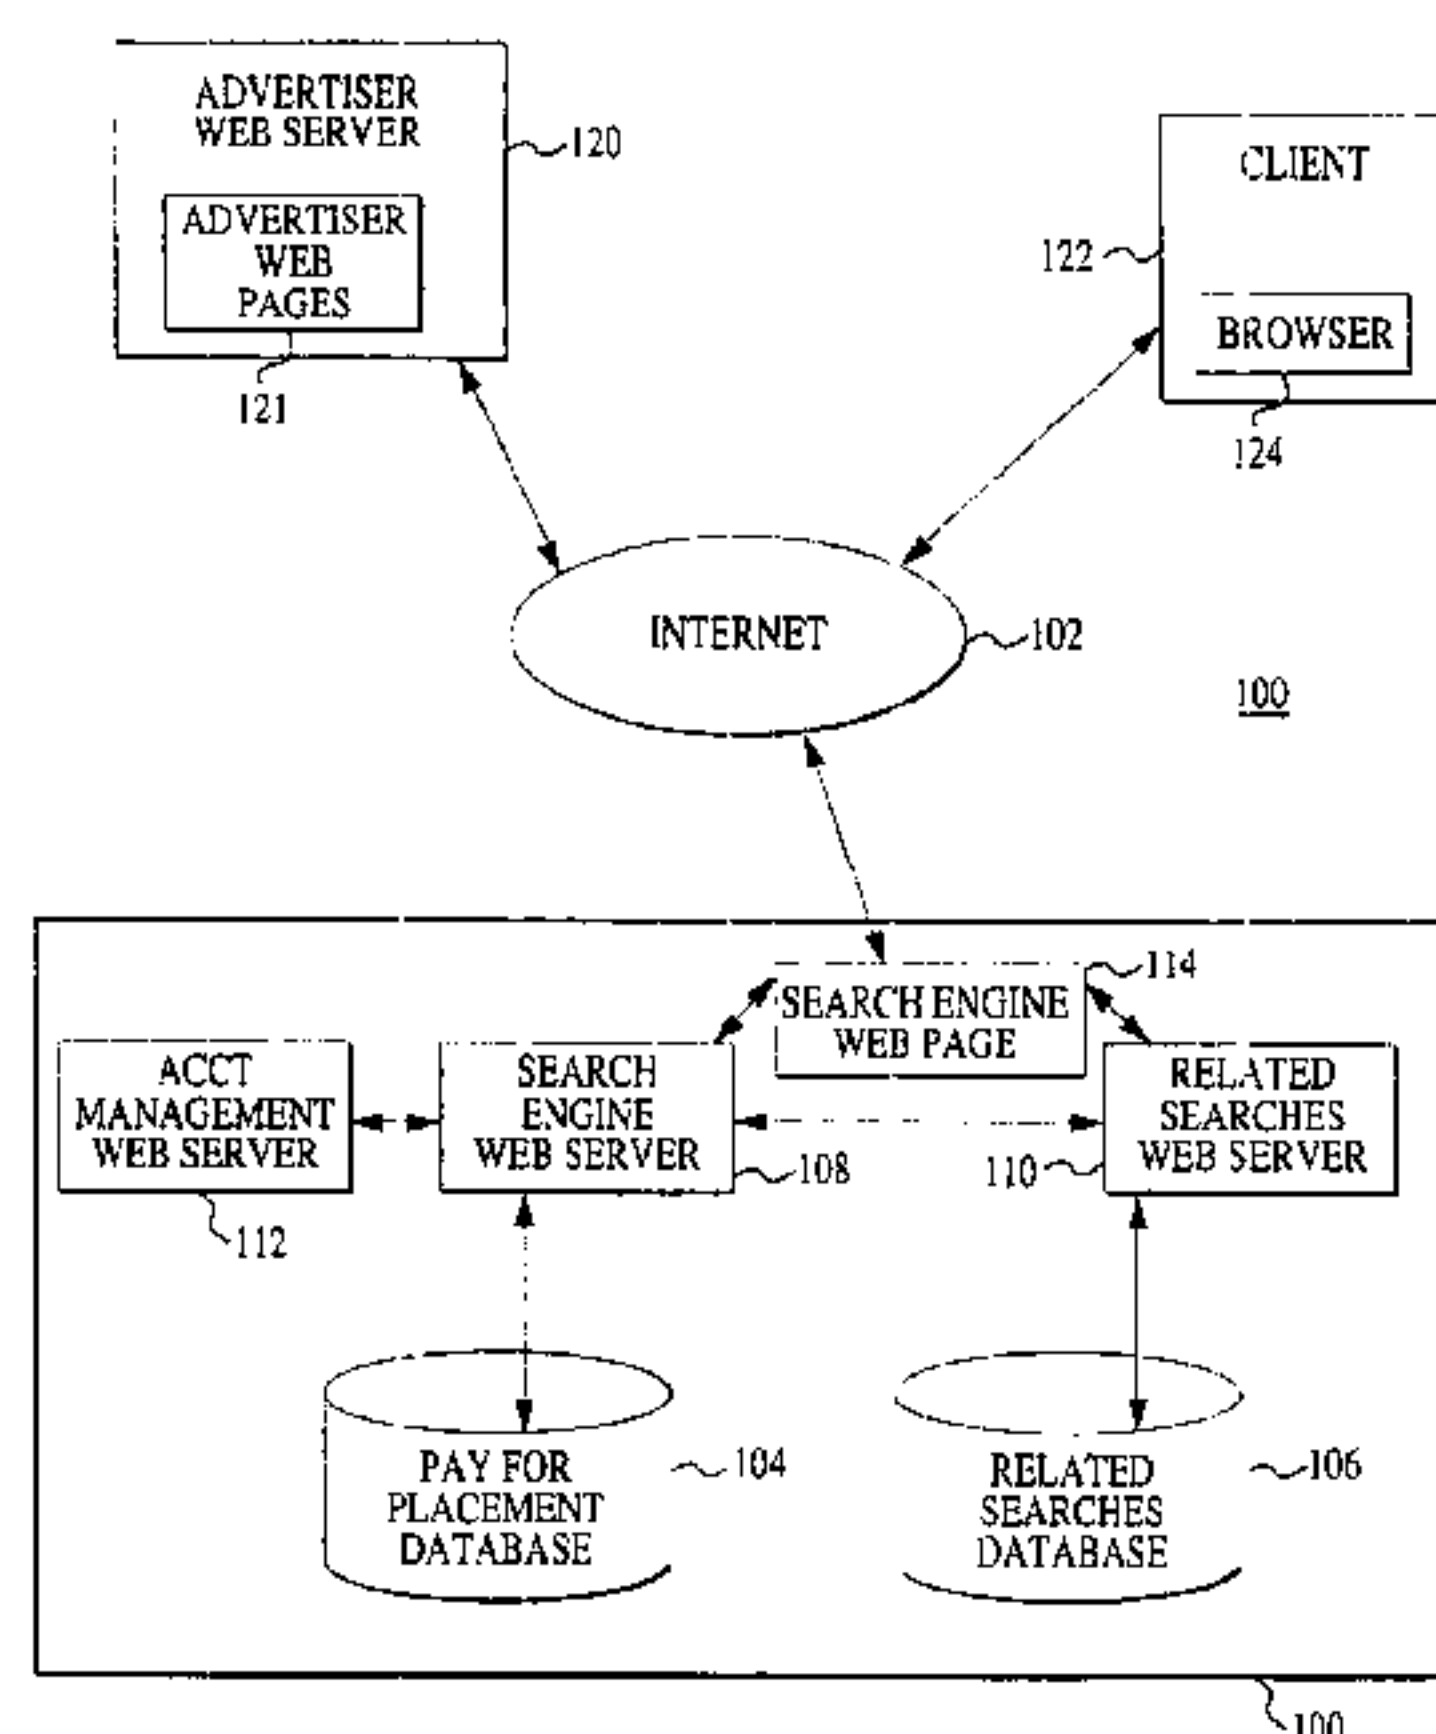 ADVERTISER
WEB SERVER
120
ADVERTISER
WEB
PAGES
121
CLIENT
122
BROWSER
124
INTERNET
102
100
114
SEARCH ENGINE
WEB PAGE
ACCT
MANAGEMENT
WEB SERVER
112
SEARCH
ENGINE
WEB SERVER
108
RELATED
SEARCHES
WEB SERVER
110
PAY FOR
PLACEMENT
DATABASE
104
RELATED
SEARCHES
DATABASE
106
100